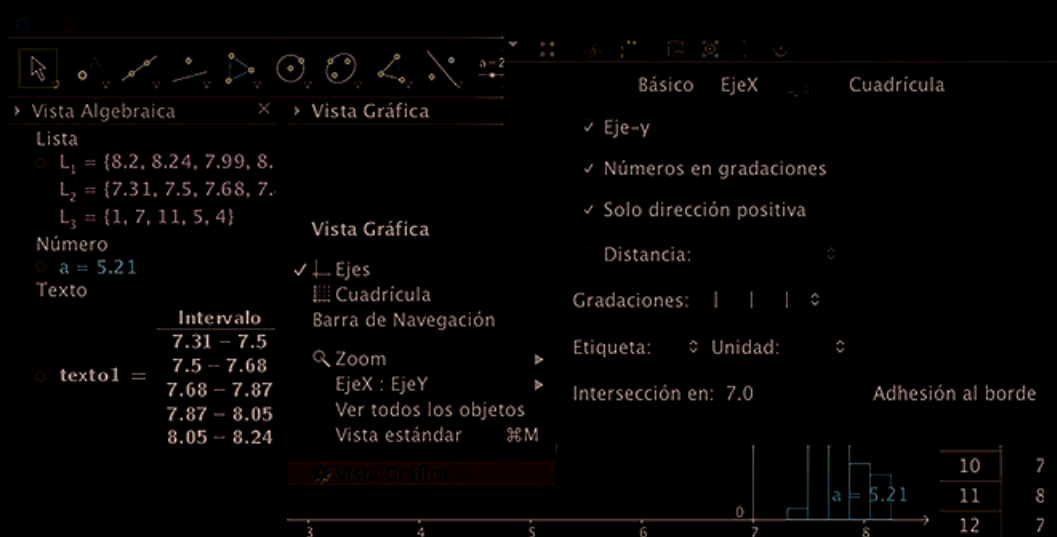 a=2
Básico EjeX Cuadrícula
Vista Algebraica × Vista Gráfica
Eje-y
Lista
L₁ = {8.2, 8.24, 7.99, 8.
Números en gradaciones
L₂ = {7.31, 7.5, 7.68, 7.
L₃ = {1, 7, 11, 5, 4}
Solo dirección positiva
Vista Gráfica
Número
a = 5.21
Distancia:
Ejes
Texto
Cuadrícula
Gradaciones:
Intervalo
Barra de Navegación
7.31 – 7.5
Etiqueta: Unidad:
7.5 – 7.68
Zoom
texto1 =
EjeX : EjeY
7.68 – 7.87
Intersección en: 7.0 Adhesión al borde
7.87 – 8.05
Ver todos los objetos
8.05 – 8.24
Vista estándar ⌘M
Vista Gráfica ...
10 7
a = 5.21
11 8
0
12 7
3 4 5 6 7 8